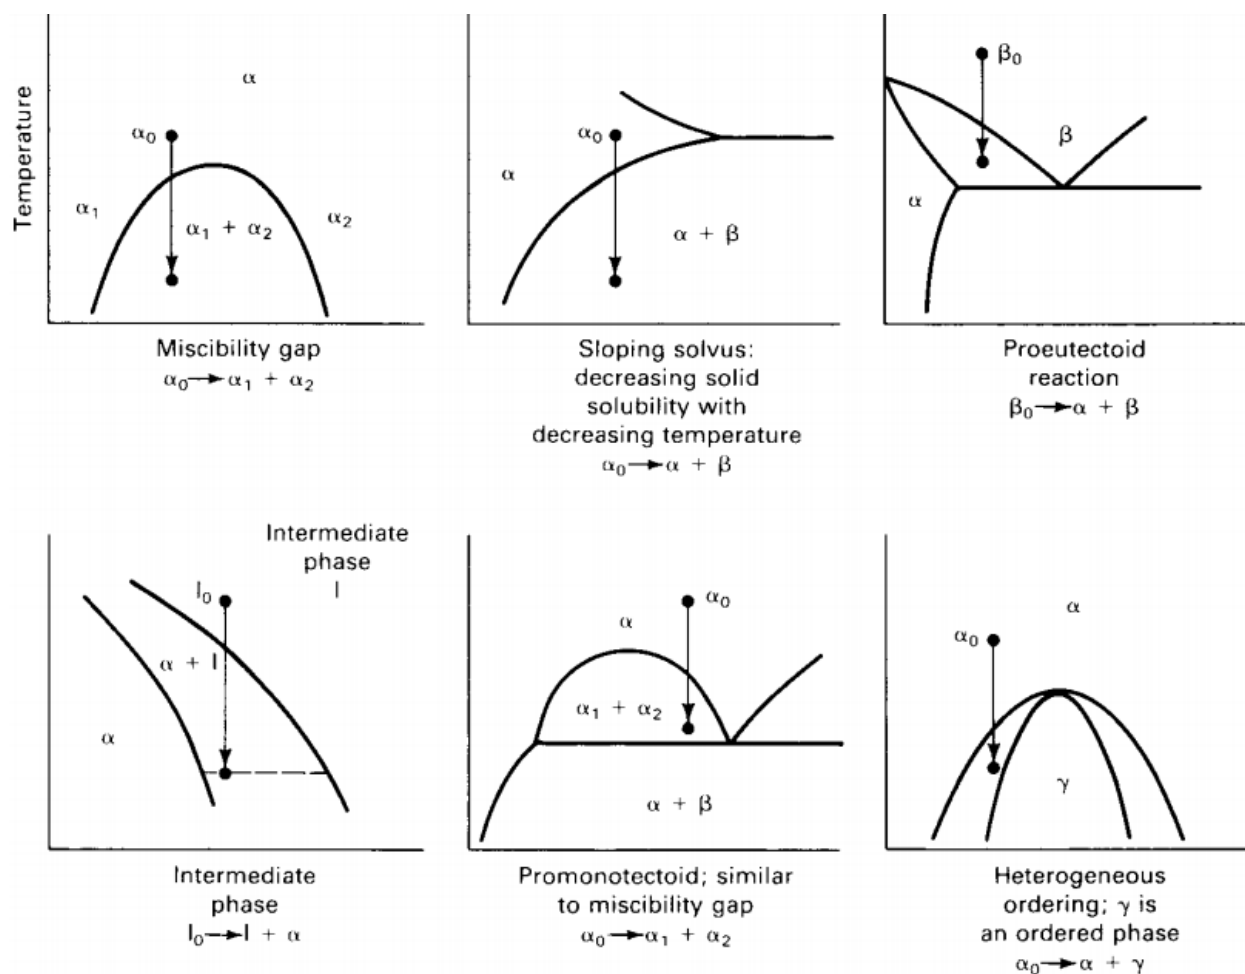 Temperature
α
α₀
α₁
α₁ + α₂
α₂
Miscibility gap
α₀ → α₁ + α₂
α₀
α
α + β
Sloping solvus:
decreasing solid
solubility with
decreasing temperature
α₀ → α + β
β₀
β
α
Proeutectoid
reaction
β₀ → α + β
Intermediate
phase
I₀
I
α + I
α
Intermediate
phase
I₀ → I + α
α₀
α
α₁ + α₂
α + β
Promonotectoid; similar
to miscibility gap
α₀ → α₁ + α₂
α
α₀
γ
Heterogeneous
ordering; γ is
an ordered phase
α₀ → α + γ